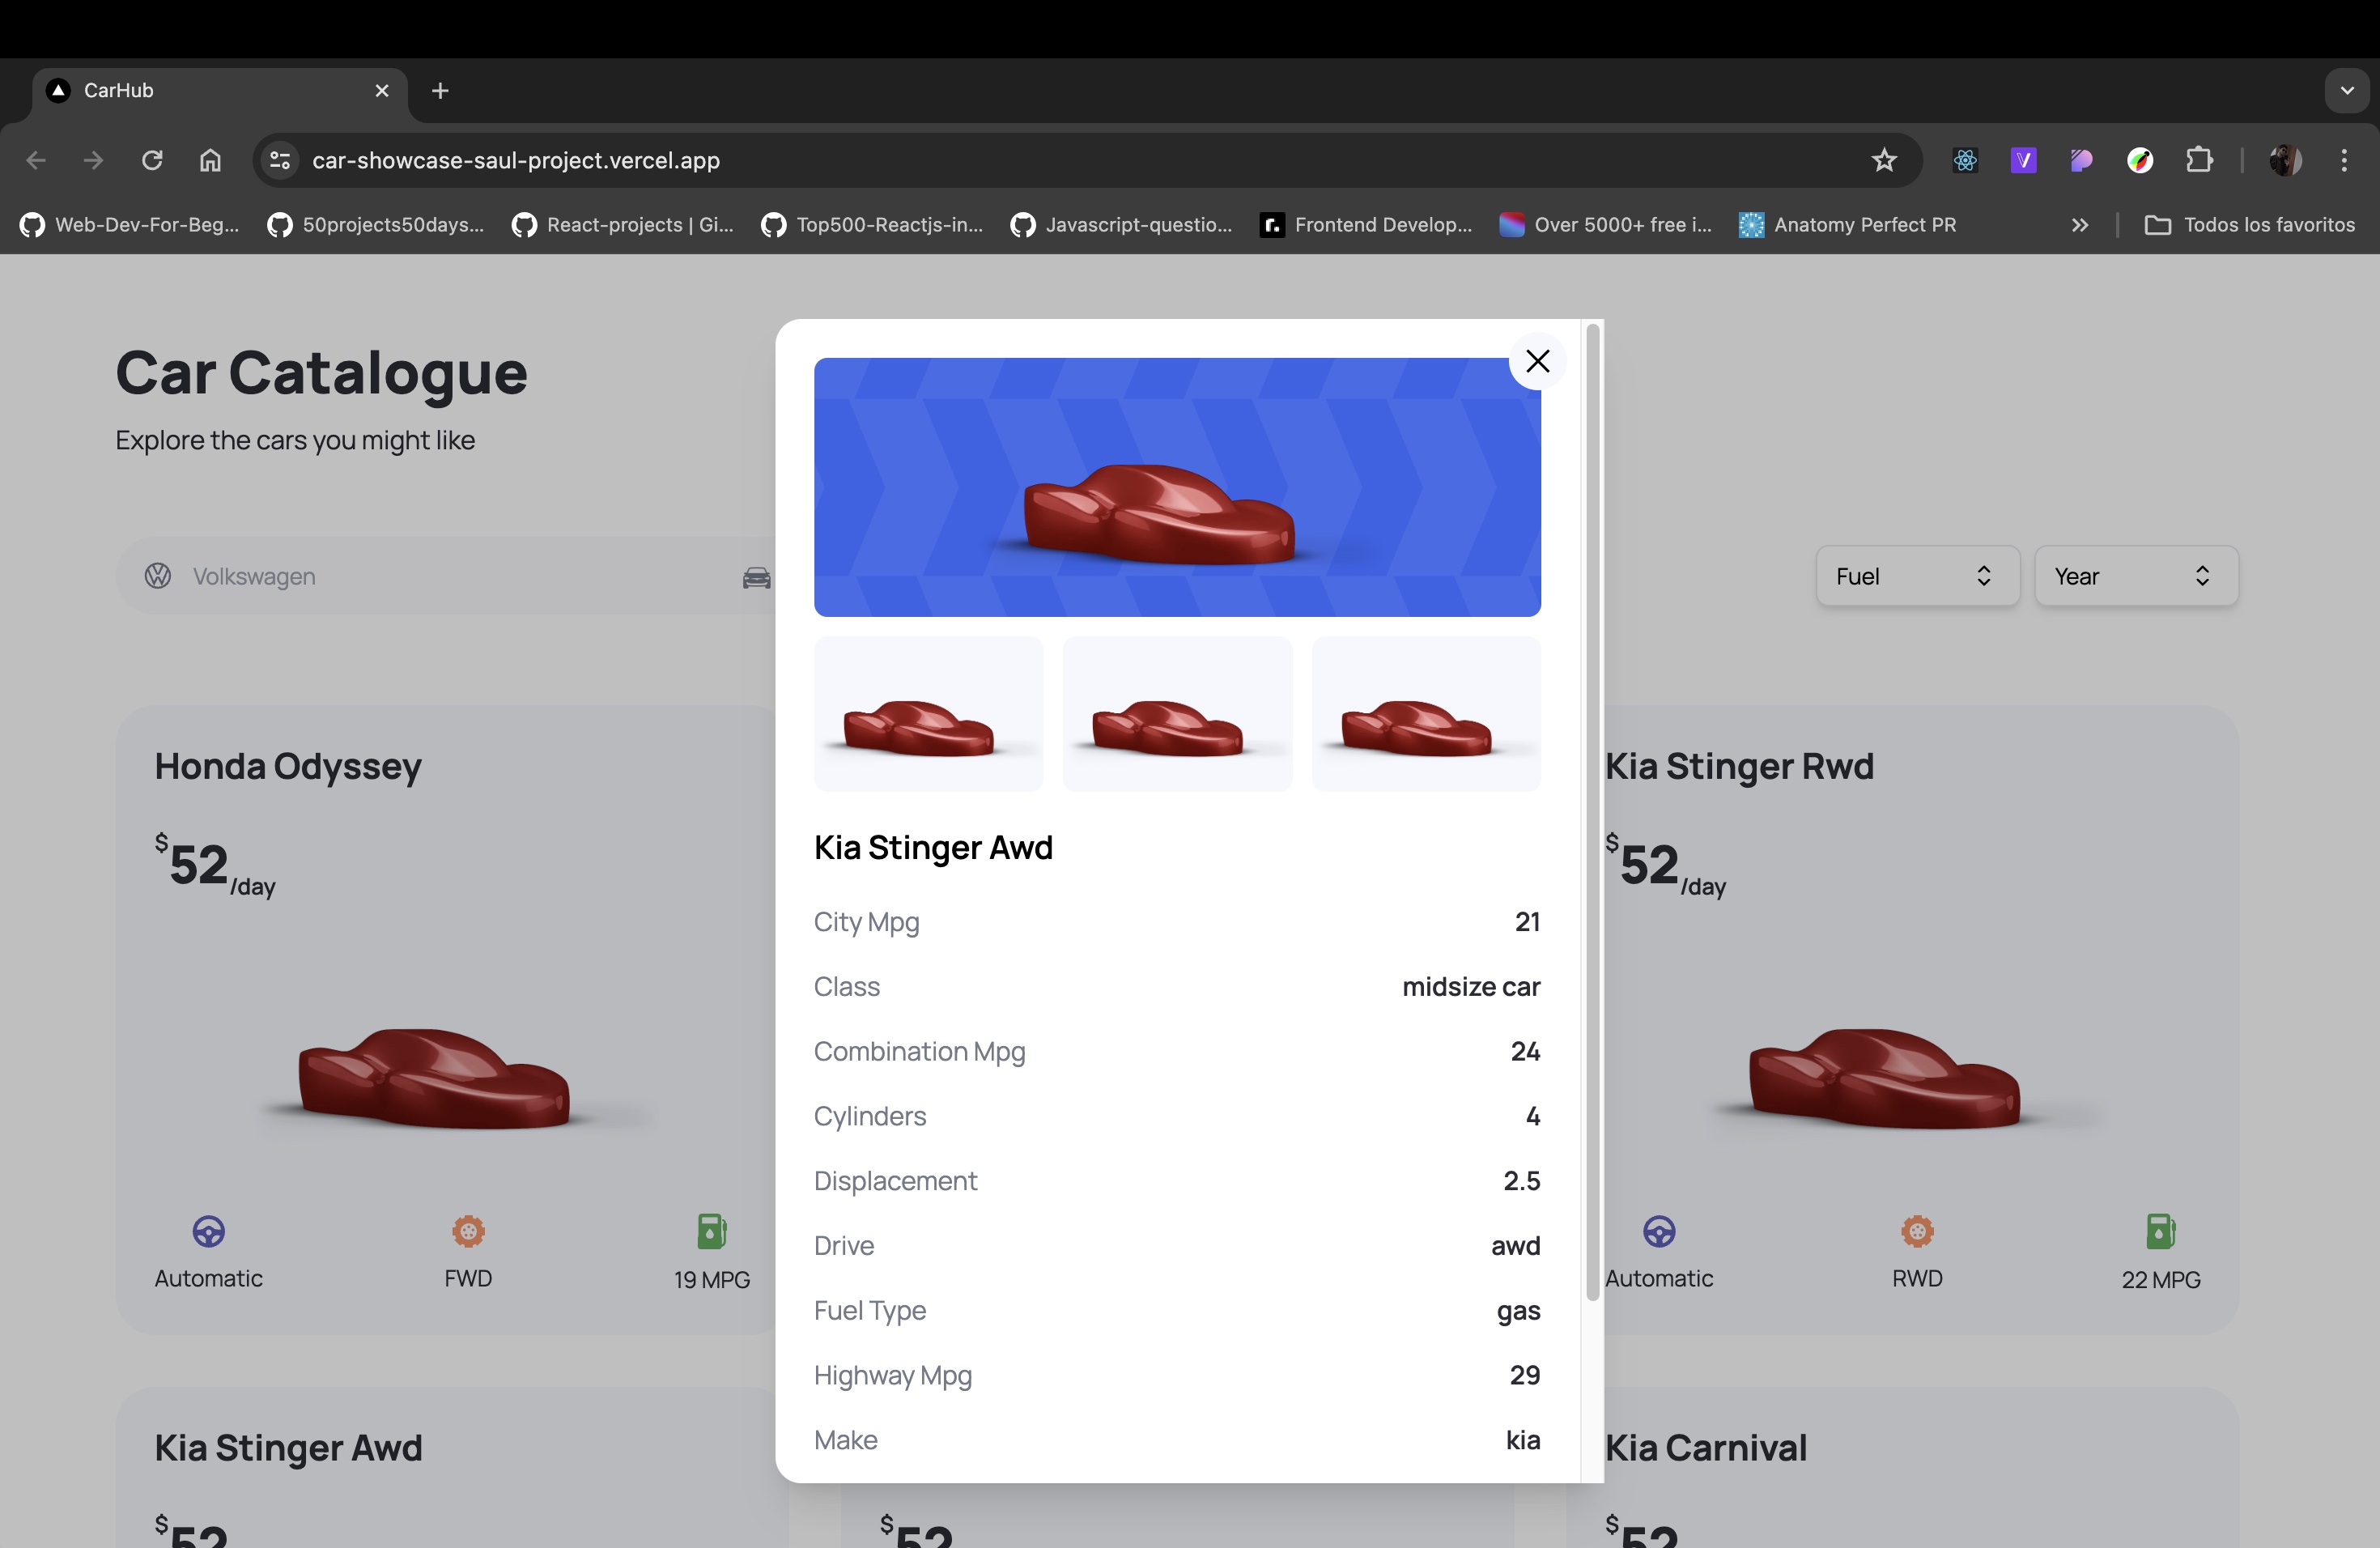 CarHub
car-showcase-saul-project.vercel.app
Web-Dev-For-Beg...
50projects50days...
React-projects | Gi...
Top500-Reactjs-in...
Javascript-questio...
Frontend Develop...
Over 5000+ free i...
Anatomy Perfect PR
Todos los favoritos
Car Catalogue
Explore the cars you might like
Volkswagen
Fuel
Year
Honda Odyssey
$52/day
Automatic
FWD
19 MPG
Kia Stinger Awd
City Mpg 21
Class midsize car
Combination Mpg 24
Cylinders 4
Displacement 2.5
Drive awd
Fuel Type gas
Highway Mpg 29
Make kia
Kia Stinger Rwd
$52/day
Automatic
RWD
22 MPG
Kia Stinger Awd
$52
$52
Kia Carnival
$52